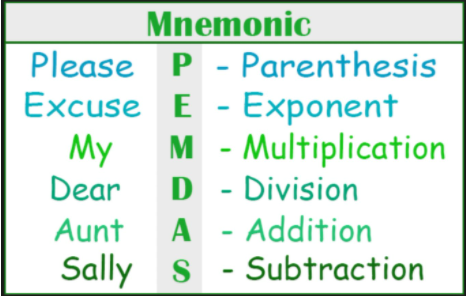 Mnemonic
Please P - Parenthesis
Excuse E - Exponent
My M - Multiplication
Dear D - Division
Aunt A - Addition
Sally S - Subtraction